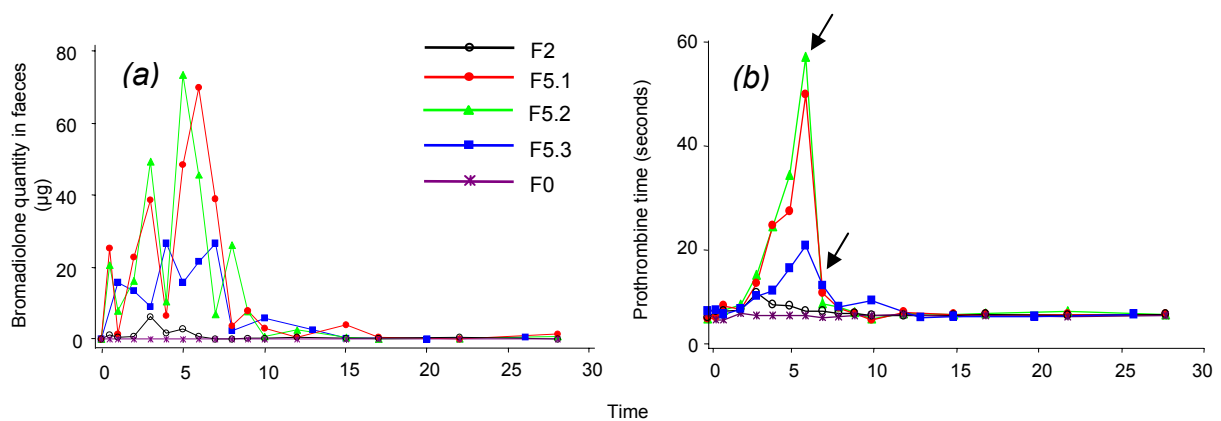 (a)
Bromadiolone quantity in faeces
(µg)
80
60
40
20
0
0 5 10 15 20 25 30
F2
F5.1
F5.2
F5.3
F0
(b)
Prothrombine time (seconds)
60
40
20
0
0 5 10 15 20 25 30
Time